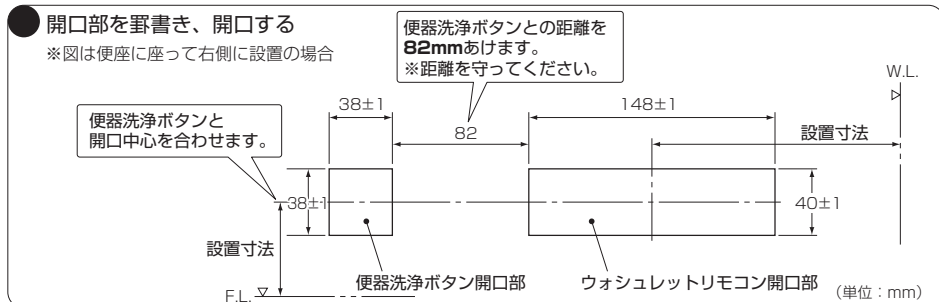 開口部を罫書き、開口する
※図は便座に座って右側に設置の場合
便器洗浄ボタンとの距離を
82mmあけます。
※距離を守ってください。
W.L.
便器洗浄ボタンと
開口中心を合わせます。
38±1
82
148±1
設置寸法
38±1
40±1
設置寸法
便器洗浄ボタン開口部
ウォシュレットリモコン開口部
F.L.
(単位：mm)